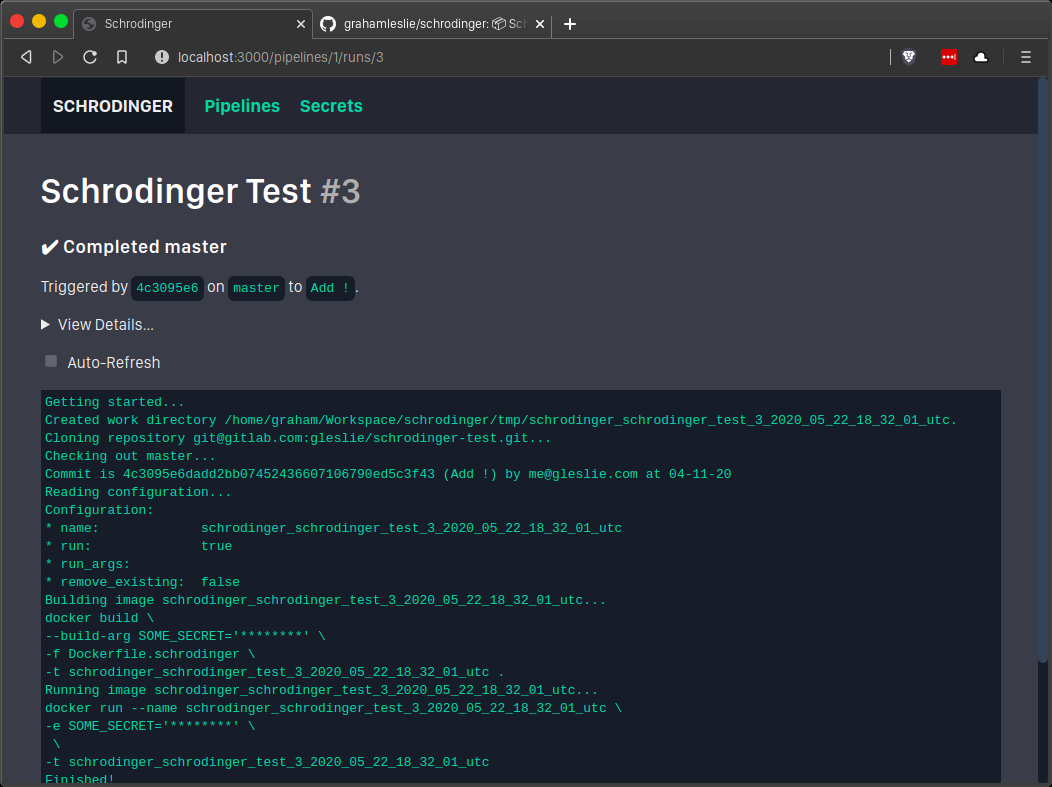 Schrodinger
grahamleslie/schrodinger: Sc
localhost:3000/pipelines/1/runs/3
SCHRODINGER Pipelines Secrets
Schrodinger Test #3
✔ Completed master
Triggered by 4c3095e6 on master to Add ! .
▶ View Details...
Auto-Refresh
Getting started...
Created work directory /home/graham/Workspace/schrodinger/tmp/schrodinger_schrodinger_test_3_2020_05_22_18_32_01_utc.
Cloning repository git@gitlab.com:gleslie/schrodinger-test.git...
Checking out master...
Commit is 4c3095e6dadd2bb07452436607106790ed5c3f43 (Add !) by me@gleslie.com at 04-11-20
Reading configuration...
Configuration:
* name: schrodinger_schrodinger_test_3_2020_05_22_18_32_01_utc
* run: true
* run_args:
* remove_existing: false
Building image schrodinger_schrodinger_test_3_2020_05_22_18_32_01_utc...
docker build \
--build-arg SOME_SECRET='********' \
-f Dockerfile.schrodinger \
-t schrodinger_schrodinger_test_3_2020_05_22_18_32_01_utc .
Running image schrodinger_schrodinger_test_3_2020_05_22_18_32_01_utc...
docker run --name schrodinger_schrodinger_test_3_2020_05_22_18_32_01_utc \
-e SOME_SECRET='********' \
\
-t schrodinger_schrodinger_test_3_2020_05_22_18_32_01_utc
Finished!